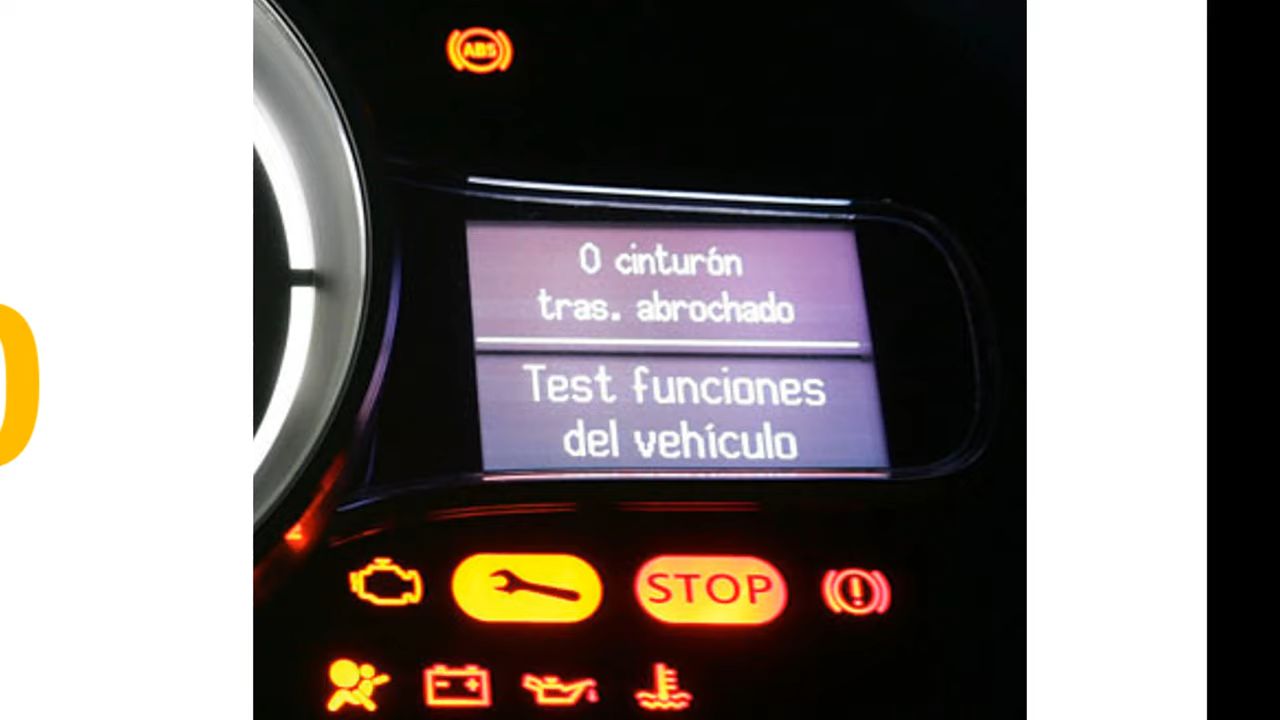 ABS
0 cinturón
tras. abrochado
Test funciones
del vehículo
STOP